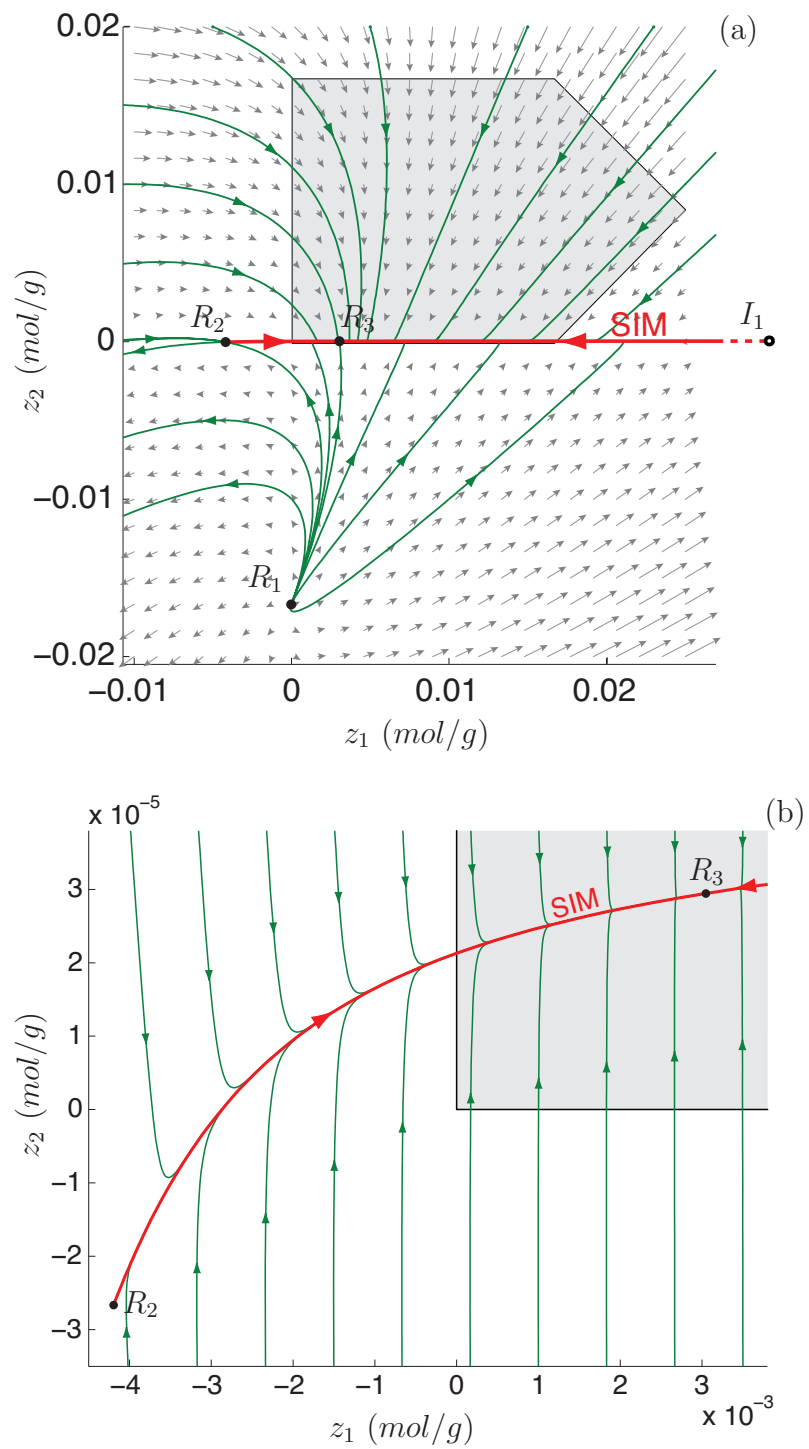 (a)
0.02
0.01
0
−0.01
−0.02
z₂ (mol/g)
R₂
R₃
I₁
SIM
R₁
−0.01
0
0.01
0.02
z₁ (mol/g)
(b)
x 10⁻⁵
3
2
1
0
−1
−2
−3
z₂ (mol/g)
R₃
SIM
R₂
−4
−3
−2
−1
0
1
2
3
x 10⁻³
z₁ (mol/g)